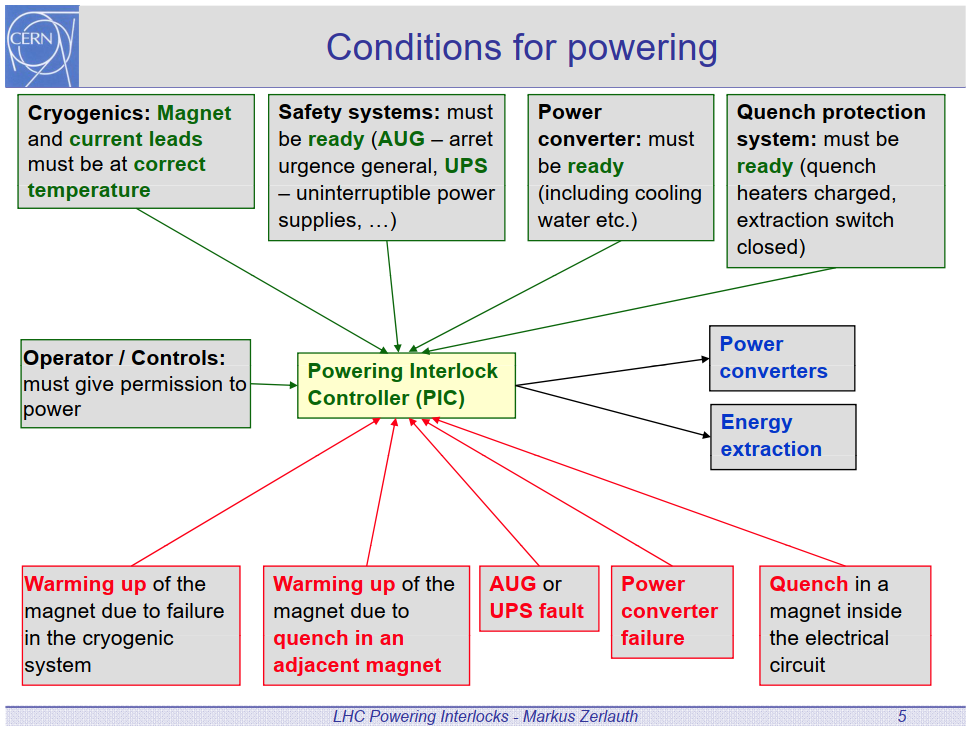 CERN
Conditions for powering
Cryogenics: Magnet
and current leads
must be at correct
temperature
Safety systems: must
be ready (AUG – arret
urgence general, UPS
– uninterruptible power
supplies, …)
Power
converter: must
be ready
(including cooling
water etc.)
Quench protection
system: must be
ready (quench
heaters charged,
extraction switch
closed)
Operator / Controls:
must give permission to
power
Powering Interlock
Controller (PIC)
Power
converters
Energy
extraction
Warming up of the
magnet due to failure
in the cryogenic
system
Warming up of the
magnet due to
quench in an
adjacent magnet
AUG or
UPS fault
Power
converter
failure
Quench in a
magnet inside
the electrical
circuit
LHC Powering Interlocks - Markus Zerlauth
5